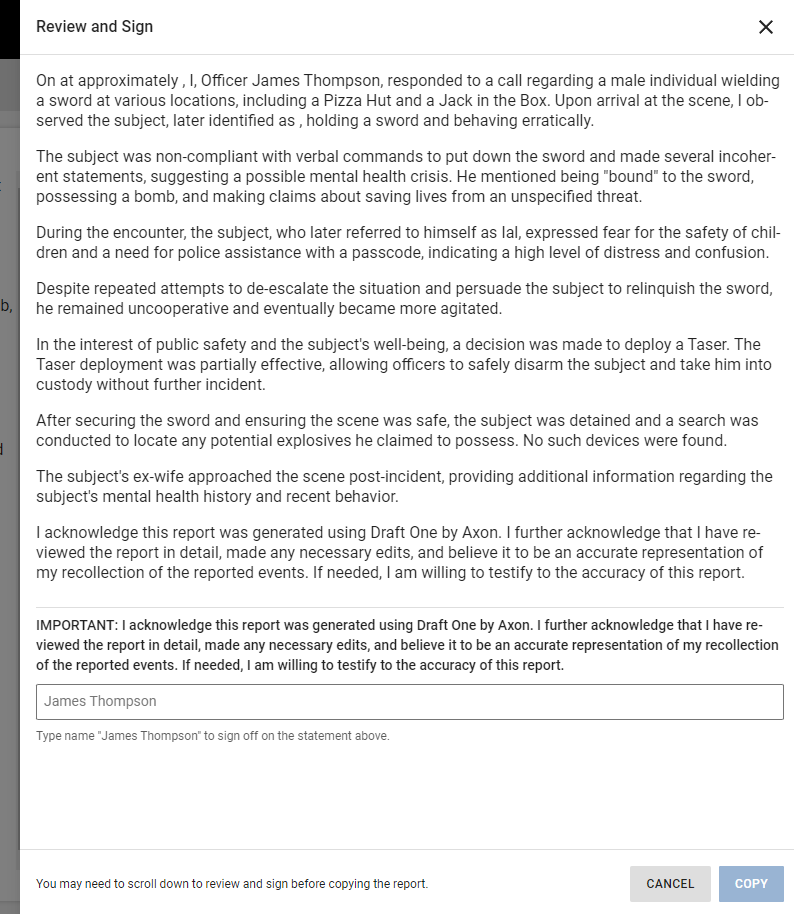 Review and Sign
On at approximately , I, Officer James Thompson, responded to a call regarding a male individual wielding
a sword at various locations, including a Pizza Hut and a Jack in the Box. Upon arrival at the scene, I ob-
served the subject, later identified as , holding a sword and behaving erratically.
The subject was non-compliant with verbal commands to put down the sword and made several incoher-
ent statements, suggesting a possible mental health crisis. He mentioned being "bound" to the sword,
possessing a bomb, and making claims about saving lives from an unspecified threat.
During the encounter, the subject, who later referred to himself as Ial, expressed fear for the safety of chil-
dren and a need for police assistance with a passcode, indicating a high level of distress and confusion.
Despite repeated attempts to de-escalate the situation and persuade the subject to relinquish the sword,
he remained uncooperative and eventually became more agitated.
In the interest of public safety and the subject's well-being, a decision was made to deploy a Taser. The
Taser deployment was partially effective, allowing officers to safely disarm the subject and take him into
custody without further incident.
After securing the sword and ensuring the scene was safe, the subject was detained and a search was
conducted to locate any potential explosives he claimed to possess. No such devices were found.
The subject's ex-wife approached the scene post-incident, providing additional information regarding the
subject's mental health history and recent behavior.
I acknowledge this report was generated using Draft One by Axon. I further acknowledge that I have re-
viewed the report in detail, made any necessary edits, and believe it to be an accurate representation of
my recollection of the reported events. If needed, I am willing to testify to the accuracy of this report.
IMPORTANT: I acknowledge this report was generated using Draft One by Axon. I further acknowledge that I have re-
viewed the report in detail, made any necessary edits, and believe it to be an accurate representation of my recollection
of the reported events. If needed, I am willing to testify to the accuracy of this report.
James Thompson
Type name "James Thompson" to sign off on the statement above.
You may need to scroll down to review and sign before copying the report.
CANCEL
COPY
b,